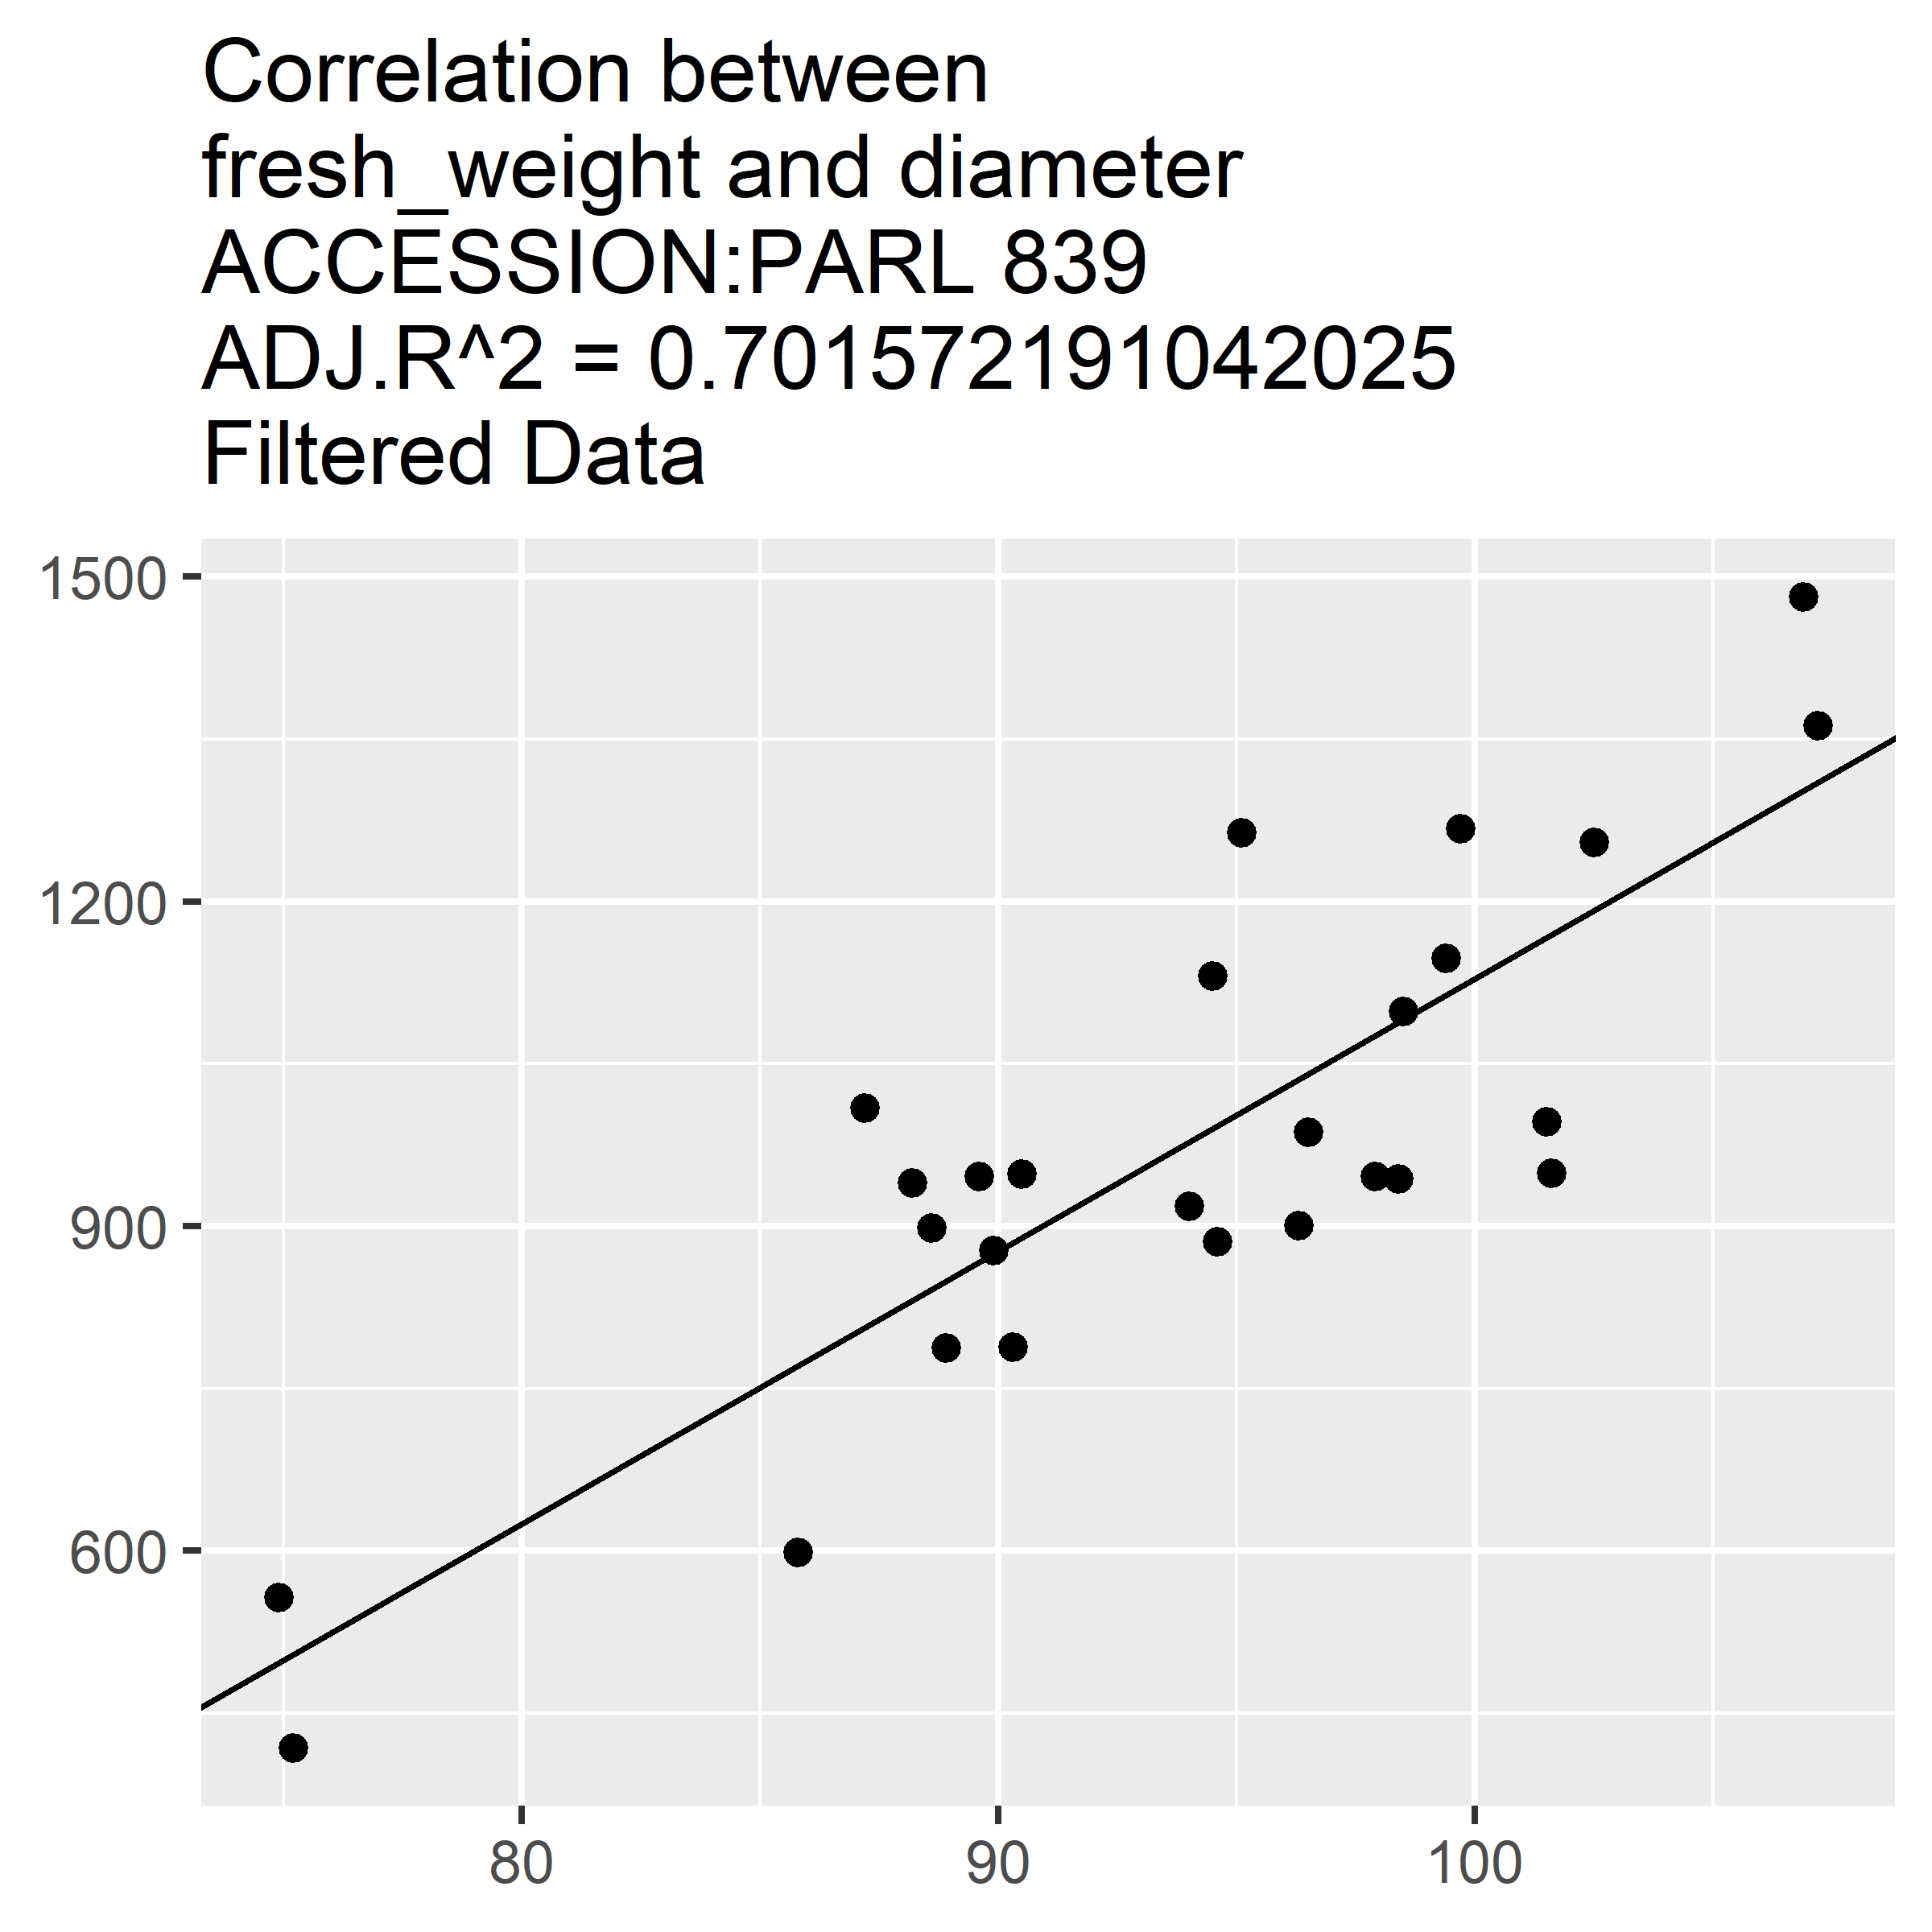 Correlation between
fresh_weight and diameter
ACCESSION:PARL 839
ADJ.R^2 = 0.701572191042025
Filtered Data
1500
1200
900
600
80 90 100